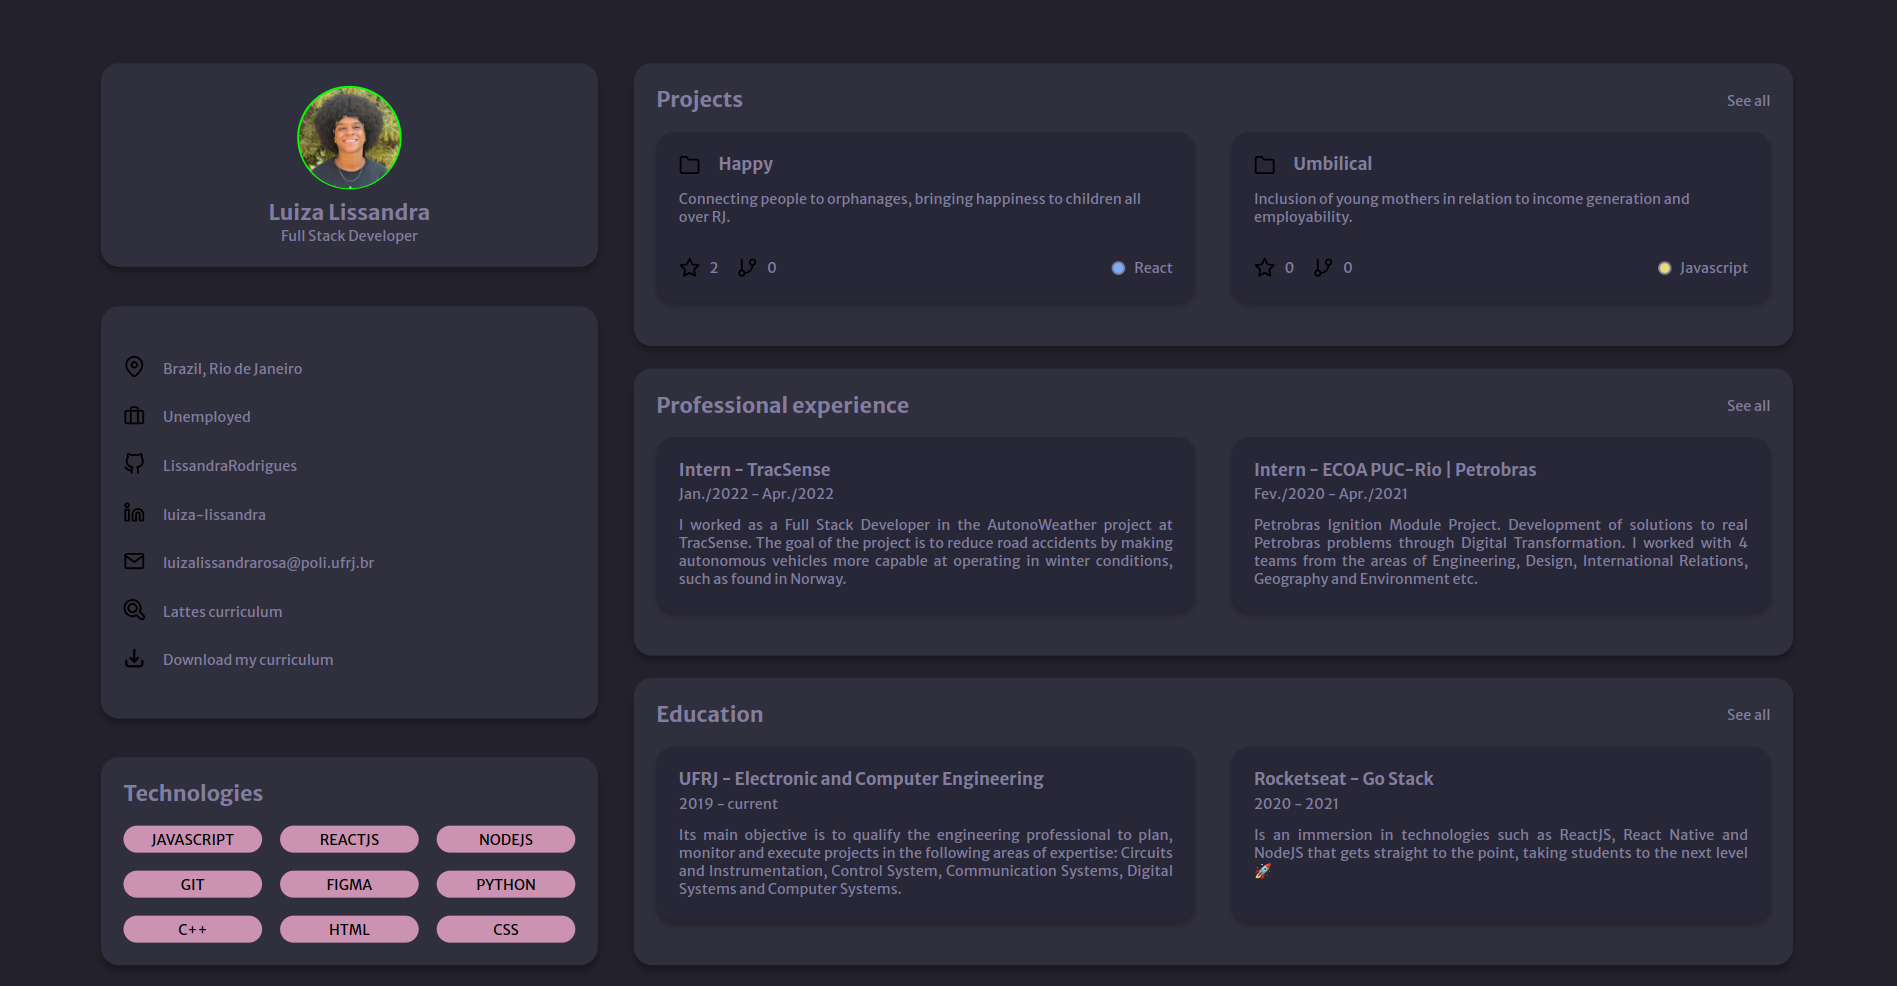 Luiza Lissandra
Full Stack Developer
Brazil, Rio de Janeiro
Unemployed
LissandraRodrigues
luiza-lissandra
luizalissandrarosa@poli.ufrj.br
Lattes curriculum
Download my curriculum
Technologies
JAVASCRIPT REACTJS NODEJS
GIT FIGMA PYTHON
C++ HTML CSS
Projects See all
Happy
Connecting people to orphanages, bringing happiness to children all
over RJ.
2 0 React
Umbilical
Inclusion of young mothers in relation to income generation and
employability.
0 0 Javascript
Professional experience See all
Intern - TracSense
Jan./2022 - Apr./2022
I worked as a Full Stack Developer in the AutonoWeather project at
TracSense. The goal of the project is to reduce road accidents by making
autonomous vehicles more capable at operating in winter conditions,
such as found in Norway.
Intern - ECOA PUC-Rio | Petrobras
Fev./2020 - Apr./2021
Petrobras Ignition Module Project. Development of solutions to real
Petrobras problems through Digital Transformation. I worked with 4
teams from the areas of Engineering, Design, International Relations,
Geography and Environment etc.
Education See all
UFRJ - Electronic and Computer Engineering
2019 - current
Its main objective is to qualify the engineering professional to plan,
monitor and execute projects in the following areas of expertise: Circuits
and Instrumentation, Control System, Communication Systems, Digital
Systems and Computer Systems.
Rocketseat - Go Stack
2020 - 2021
Is an immersion in technologies such as ReactJS, React Native and
NodeJS that gets straight to the point, taking students to the next level
🚀